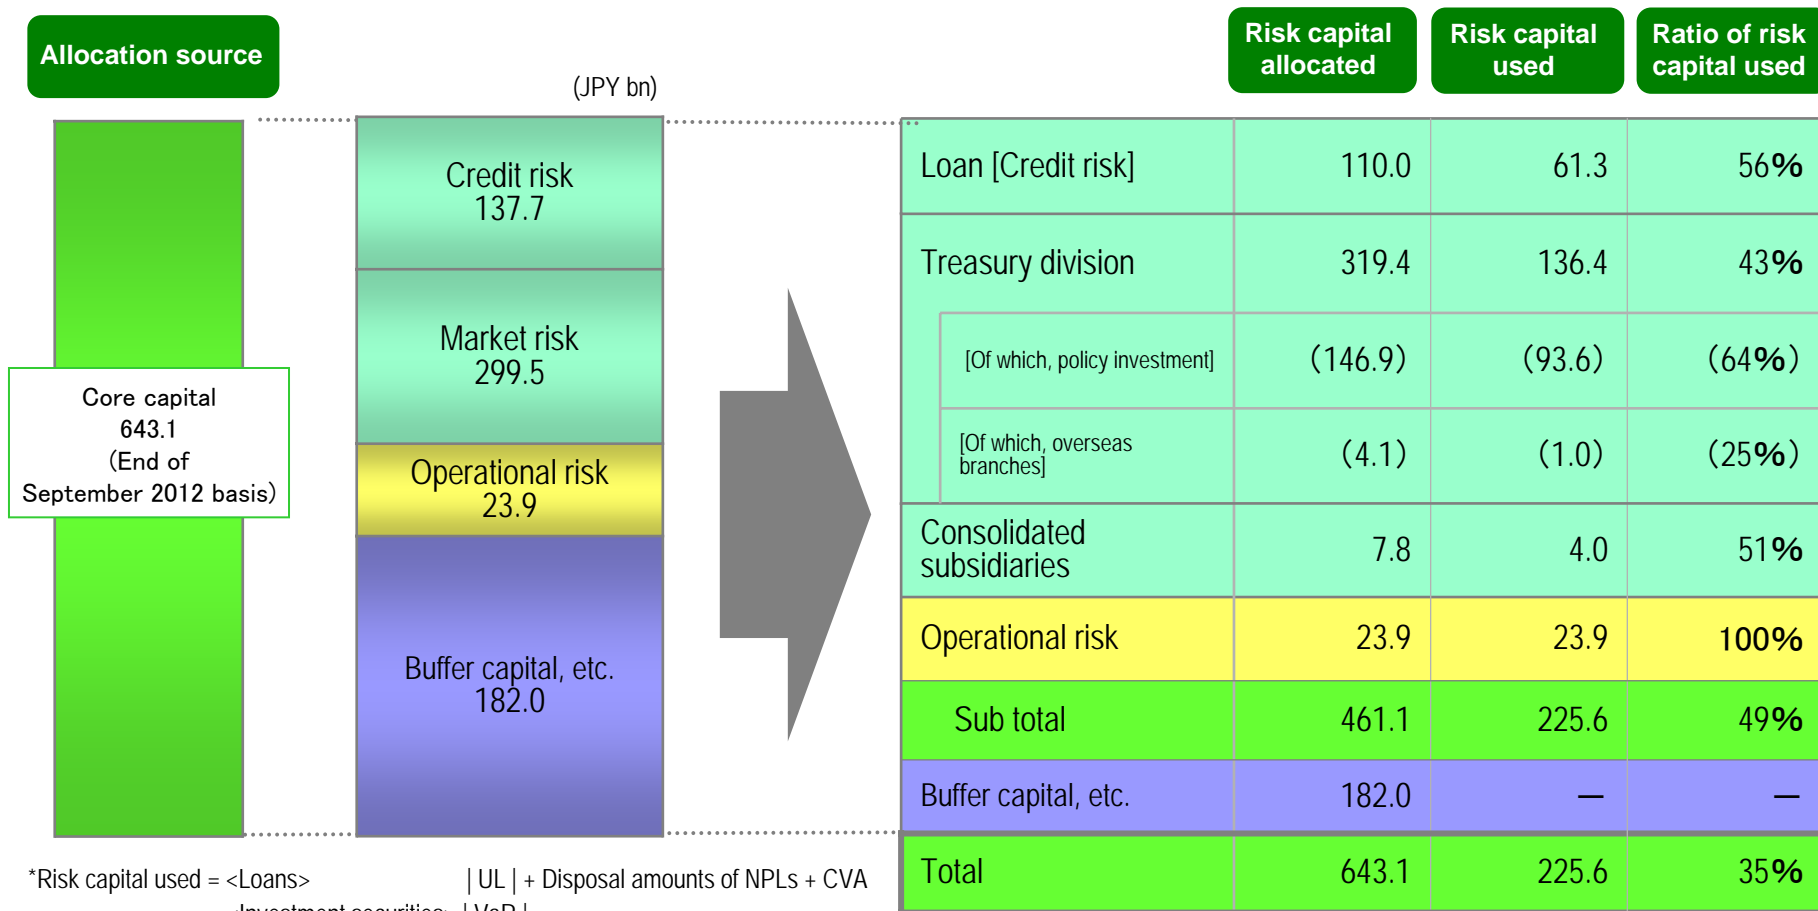 Allocation source
(JPY bn)
Risk capital
allocated
Risk capital
used
Ratio of risk
capital used
Core capital
643.1
(End of
September 2012 basis)
Credit risk
137.7
Market risk
299.5
Operational risk
23.9
Buffer capital, etc.
182.0
Loan [Credit risk] 110.0 61.3 56%
Treasury division 319.4 136.4 43%
[Of which, policy investment] (146.9) (93.6) (64%)
[Of which, overseas
branches] (4.1) (1.0) (25%)
Consolidated
subsidiaries 7.8 4.0 51%
Operational risk 23.9 23.9 100%
Sub total 461.1 225.6 49%
Buffer capital, etc. 182.0 — —
Total 643.1 225.6 35%
*Risk capital used = <Loans> | UL | + Disposal amounts of NPLs + CVA
<Investment securities> | VaR |